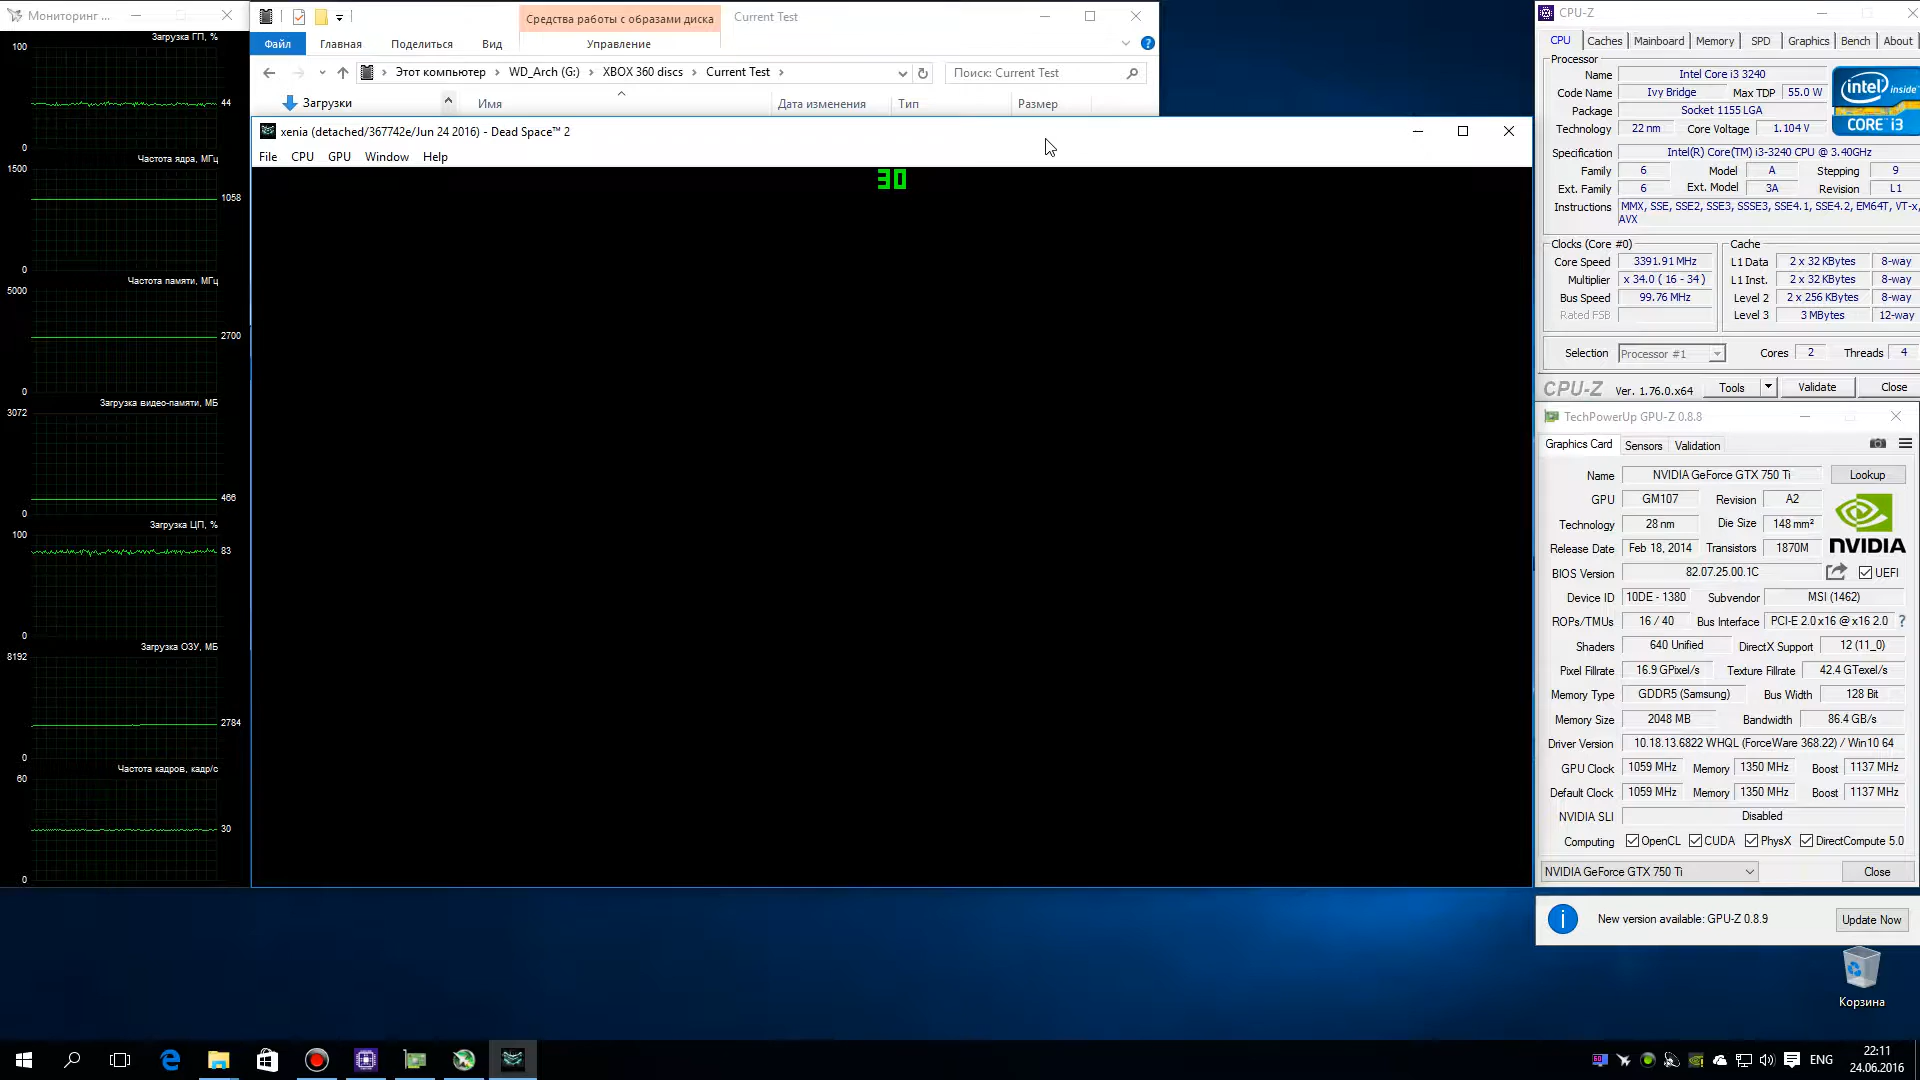 Мониторинг ...
Загрузка ГП, %
100
44
0
Частота ядра, МГц
1500
1058
0
Частота памяти, МГц
5000
2700
0
Загрузка видео-памяти, МБ
3072
466
0
Загрузка ЦП, %
100
83
0
Загрузка ОЗУ, МБ
8192
2784
0
Частота кадров, кадр/с
60
30
0
Средства работы с образами диска
Current Test
Файл Главная Поделиться Вид Управление
Этот компьютер WD_Arch (G:) XBOX 360 discs Current Test
Поиск: Current Test
Загрузки Имя Дата изменения Тип Размер
xenia (detached/367742e/Jun 24 2016) - Dead Space™ 2
File CPU GPU Window Help
30
CPU-Z
CPU Caches Mainboard Memory SPD Graphics Bench About
Processor
Name Intel Core i3 3240
Code Name Ivy Bridge Max TDP 55.0 W
Package Socket 1155 LGA
Technology 22 nm Core Voltage 1.104 V
intel inside
CORE i3
Specification Intel(R) Core(TM) i3-3240 CPU @ 3.40GHz
Family 6 Model A Stepping 9
Ext. Family 6 Ext. Model 3A Revision L1
Instructions MMX, SSE, SSE2, SSE3, SSSE3, SSE4.1, SSE4.2, EM64T, VT-x,
AVX
Clocks (Core #0) Cache
Core Speed 3391.91 MHz L1 Data 2 x 32 KBytes 8-way
Multiplier x 34.0 ( 16 - 34 ) L1 Inst. 2 x 32 KBytes 8-way
Bus Speed 99.76 MHz Level 2 2 x 256 KBytes 8-way
Rated FSB Level 3 3 MBytes 12-way
Selection Processor #1 Cores 2 Threads 4
CPU-Z Ver. 1.76.0.x64 Tools Validate Close
TechPowerUp GPU-Z 0.8.8
Graphics Card Sensors Validation
Name NVIDIA GeForce GTX 750 Ti Lookup
GPU GM107 Revision A2
Technology 28 nm Die Size 148 mm²
Release Date Feb 18, 2014 Transistors 1870M
NVIDIA
BIOS Version 82.07.25.00.1C UEFI
Device ID 10DE - 1380 Subvendor MSI (1462)
ROPs/TMUs 16 / 40 Bus Interface PCI-E 2.0 x16 @ x16 2.0 ?
Shaders 640 Unified DirectX Support 12 (11_0)
Pixel Fillrate 16.9 GPixel/s Texture Fillrate 42.4 GTexel/s
Memory Type GDDR5 (Samsung) Bus Width 128 Bit
Memory Size 2048 MB Bandwidth 86.4 GB/s
Driver Version 10.18.13.6822 WHQL (ForceWare 368.22) / Win10 64
GPU Clock 1059 MHz Memory 1350 MHz Boost 1137 MHz
Default Clock 1059 MHz Memory 1350 MHz Boost 1137 MHz
NVIDIA SLI Disabled
Computing OpenCL CUDA PhysX DirectCompute 5.0
NVIDIA GeForce GTX 750 Ti Close
New version available: GPU-Z 0.8.9 Update Now
Корзина
60
ENG
22:11
24.06.2016